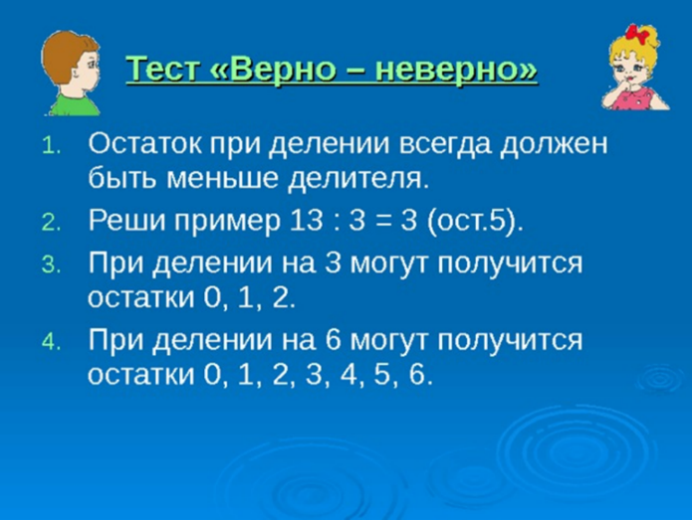 Тест «Верно – неверно»
1. Остаток при делении всегда должен
быть меньше делителя.
2. Реши пример 13 : 3 = 3 (ост.5).
3. При делении на 3 могут получится
остатки 0, 1, 2.
4. При делении на 6 могут получится
остатки 0, 1, 2, 3, 4, 5, 6.